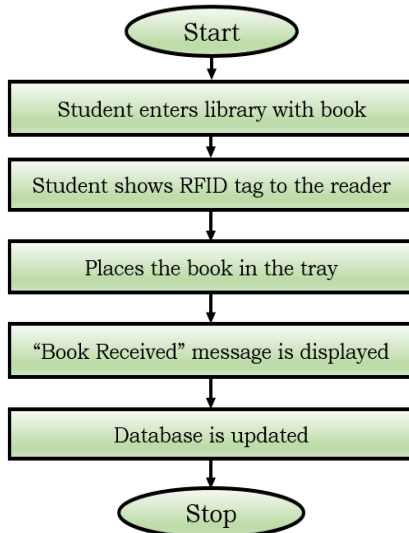 Start
Student enters library with book
Student shows RFID tag to the reader
Places the book in the tray
“Book Received” message is displayed
Database is updated
Stop